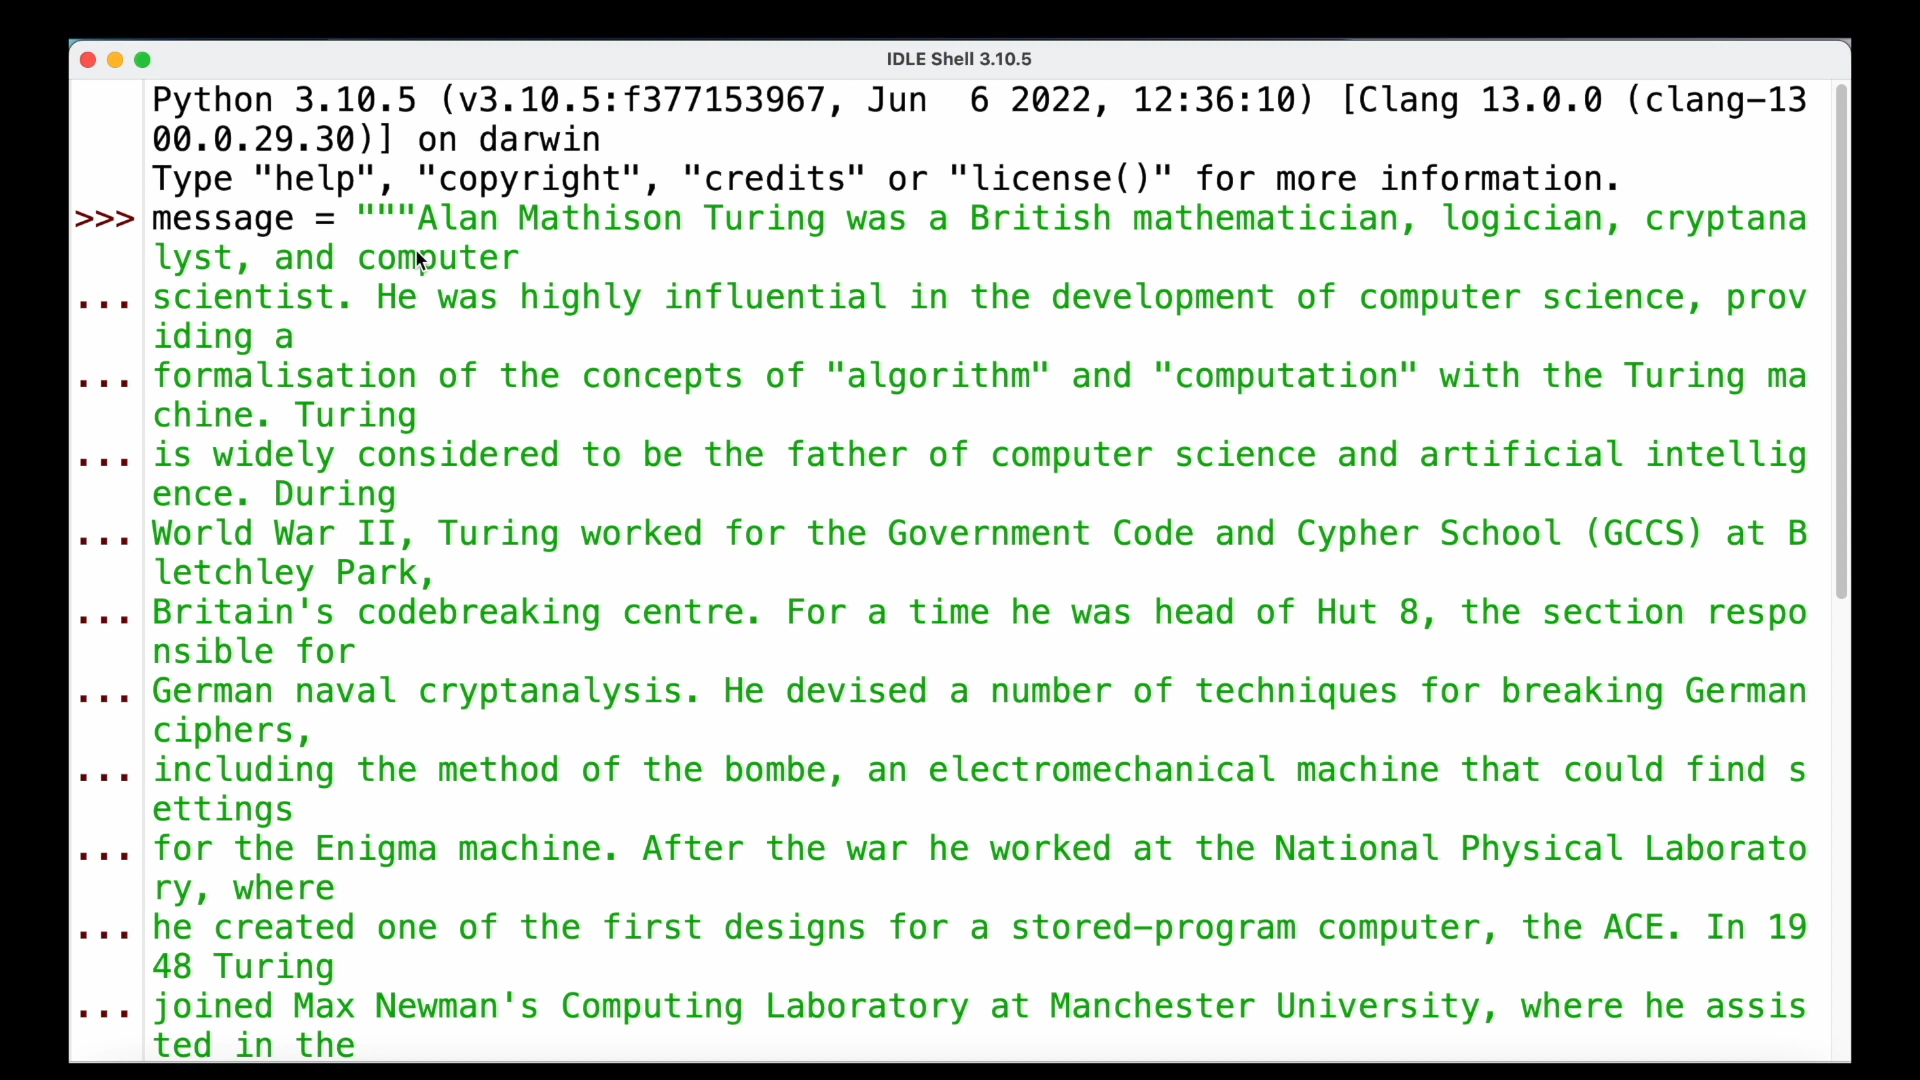 IDLE Shell 3.10.5
Python 3.10.5 (v3.10.5:f377153967, Jun  6 2022, 12:36:10) [Clang 13.0.0 (clang-13
00.0.29.30)] on darwin
Type "help", "copyright", "credits" or "license()" for more information.
>>> message = """Alan Mathison Turing was a British mathematician, logician, cryptana
lyst, and computer
... scientist. He was highly influential in the development of computer science, prov
iding a
... formalisation of the concepts of "algorithm" and "computation" with the Turing ma
chine. Turing
... is widely considered to be the father of computer science and artificial intellig
ence. During
... World War II, Turing worked for the Government Code and Cypher School (GCCS) at B
letchley Park,
... Britain's codebreaking centre. For a time he was head of Hut 8, the section respo
nsible for
... German naval cryptanalysis. He devised a number of techniques for breaking German
ciphers,
... including the method of the bombe, an electromechanical machine that could find s
ettings
... for the Enigma machine. After the war he worked at the National Physical Laborato
ry, where
... he created one of the first designs for a stored-program computer, the ACE. In 19
48 Turing
... joined Max Newman's Computing Laboratory at Manchester University, where he assis
ted in the